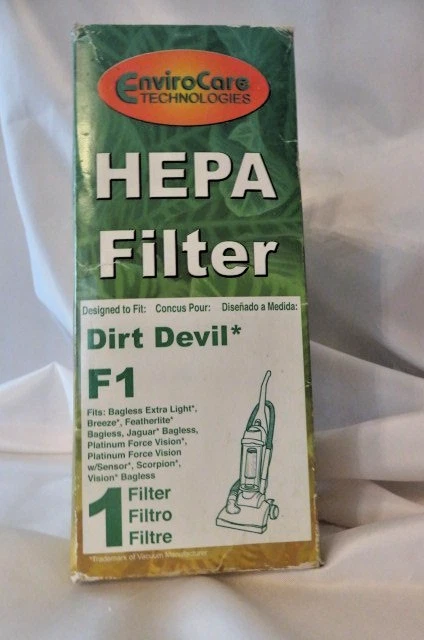 EnviroCare
TECHNOLOGIES
HEPA
Filter
Designed to Fit: Concus Pour: Diseñado a Medida:
Dirt Devil*
F1
Fits: Bagless Extra Light*,
Breeze*, Featherlite*
Bagless, Jaguar* Bagless,
Platinum Force Vision*,
Platinum Force Vision
w/Sensor*, Scorpion*,
Vision* Bagless
1 Filter
Filtro
Filtre
*Trademark of Vacuum Manufacturer